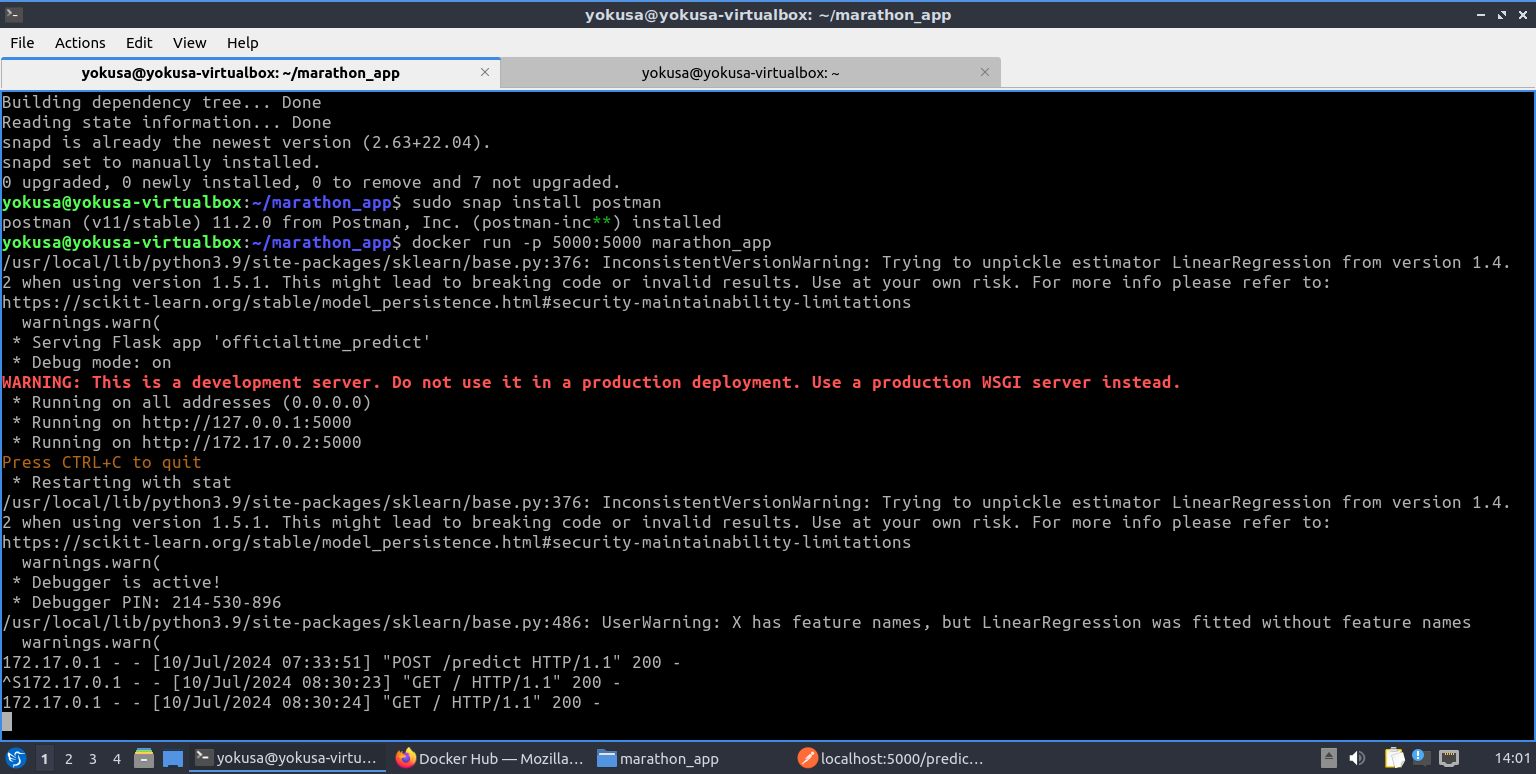 yokusa@yokusa-virtualbox: ~/marathon_app
File Actions Edit View Help
yokusa@yokusa-virtualbox: ~/marathon_app
yokusa@yokusa-virtualbox: ~
Building dependency tree... Done
Reading state information... Done
snapd is already the newest version (2.63+22.04).
snapd set to manually installed.
0 upgraded, 0 newly installed, 0 to remove and 7 not upgraded.
yokusa@yokusa-virtualbox:~/marathon_app$ sudo snap install postman
postman (v11/stable) 11.2.0 from Postman, Inc. (postman-inc**) installed
yokusa@yokusa-virtualbox:~/marathon_app$ docker run -p 5000:5000 marathon_app
/usr/local/lib/python3.9/site-packages/sklearn/base.py:376: InconsistentVersionWarning: Trying to unpickle estimator LinearRegression from version 1.4.
2 when using version 1.5.1. This might lead to breaking code or invalid results. Use at your own risk. For more info please refer to:
https://scikit-learn.org/stable/model_persistence.html#security-maintainability-limitations
  warnings.warn(
 * Serving Flask app 'officialtime_predict'
 * Debug mode: on
WARNING: This is a development server. Do not use it in a production deployment. Use a production WSGI server instead.
 * Running on all addresses (0.0.0.0)
 * Running on http://127.0.0.1:5000
 * Running on http://172.17.0.2:5000
Press CTRL+C to quit
 * Restarting with stat
/usr/local/lib/python3.9/site-packages/sklearn/base.py:376: InconsistentVersionWarning: Trying to unpickle estimator LinearRegression from version 1.4.
2 when using version 1.5.1. This might lead to breaking code or invalid results. Use at your own risk. For more info please refer to:
https://scikit-learn.org/stable/model_persistence.html#security-maintainability-limitations
  warnings.warn(
 * Debugger is active!
 * Debugger PIN: 214-530-896
/usr/local/lib/python3.9/site-packages/sklearn/base.py:486: UserWarning: X has feature names, but LinearRegression was fitted without feature names
  warnings.warn(
172.17.0.1 - - [10/Jul/2024 07:33:51] "POST /predict HTTP/1.1" 200 -
^S172.17.0.1 - - [10/Jul/2024 08:30:23] "GET / HTTP/1.1" 200 -
172.17.0.1 - - [10/Jul/2024 08:30:24] "GET / HTTP/1.1" 200 -
1 2 3 4 yokusa@yokusa-virtu... Docker Hub — Mozilla... marathon_app localhost:5000/predic... 14:01